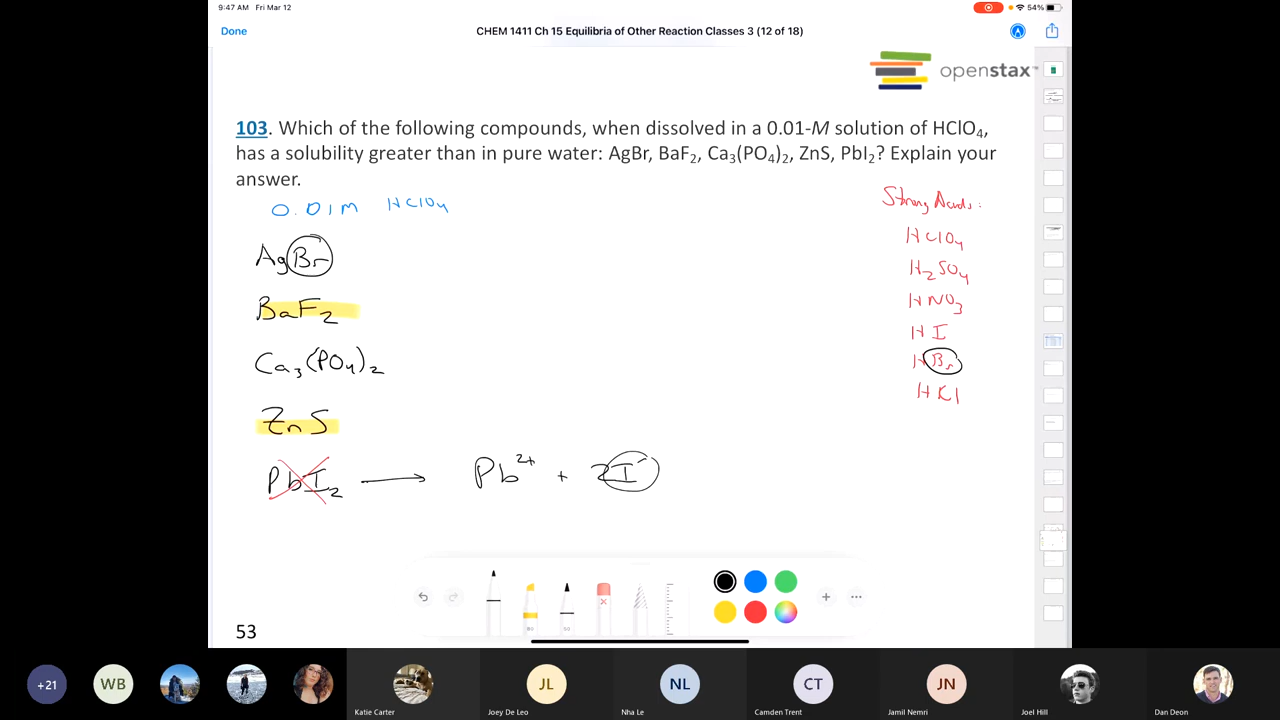 9:47 AM Fri Mar 12
54%
Done
CHEM 1411 Ch 15 Equilibria of Other Reaction Classes 3 (12 of 18)
openstax™
103. Which of the following compounds, when dissolved in a 0.01-M solution of HClO₄,
has a solubility greater than in pure water: AgBr, BaF₂, Ca₃(PO₄)₂, ZnS, PbI₂? Explain your
answer.
0.01M HClO₄
Strong Acids:
HClO₄
H₂SO₄
HNO₃
HI
HBr
HCl
AgBr
BaF₂
Ca₃(PO₄)₂
ZnS
PbI₂ → Pb²⁺ + 2I⁻
53
+21
WB
JL
NL
CT
JN
Katie Carter
Joey De Leo
Nha Le
Camden Trent
Jamil Nemri
Joel Hill
Dan Deon